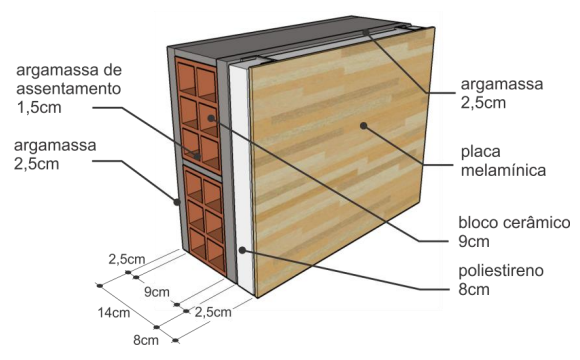 argamassa de
assentamento
1,5cm
argamassa
2,5cm
argamassa
2,5cm
placa
melamínica
bloco cerâmico
9cm
poliestireno
8cm
2,5cm
9cm
14cm
2,5cm
8cm